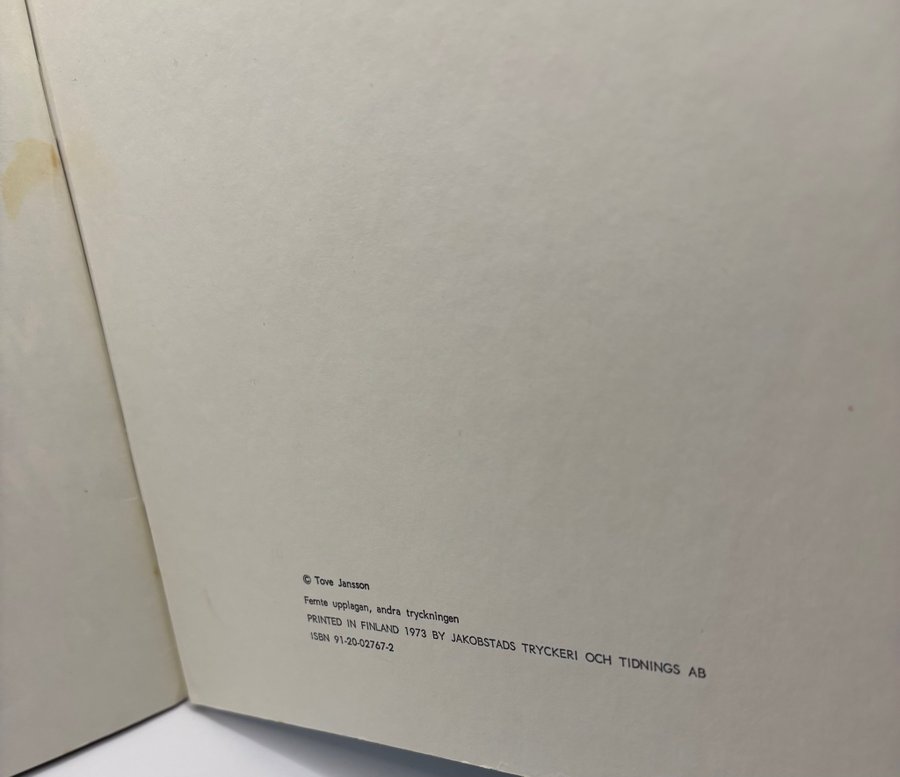 © Tove Jansson
Femte upplagan, andra tryckningen
PRINTED IN FINLAND 1973 BY JAKOBSTADS TRYCKERI OCH TIDNINGS AB
ISBN 91-20-02767-2